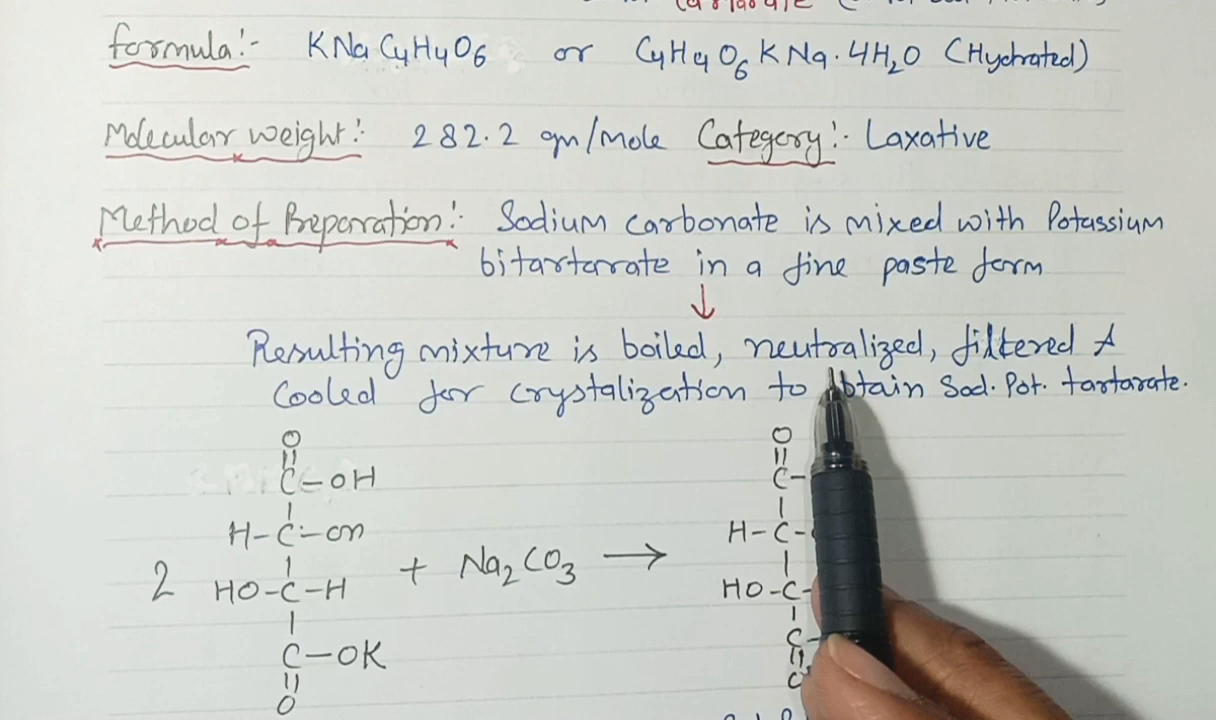 Formula:- KNaC4H4O6 or C4H4O6KNa.4H2O (Hydrated)
Molecular weight:- 282.2 gm/mole Category:- Laxative
Method of Preparation:- Sodium carbonate is mixed with Potassium
bitartarate in a fine paste form
↓
Resulting mixture is boiled, neutralized, filtered &
Cooled for crystalization to obtain Sod. Pot. tartarate.
O
C-OH
H-C-OH
2 HO-C-H + Na2CO3 →
C-OK
O
O
C-
H-C-
HO-C-
C-